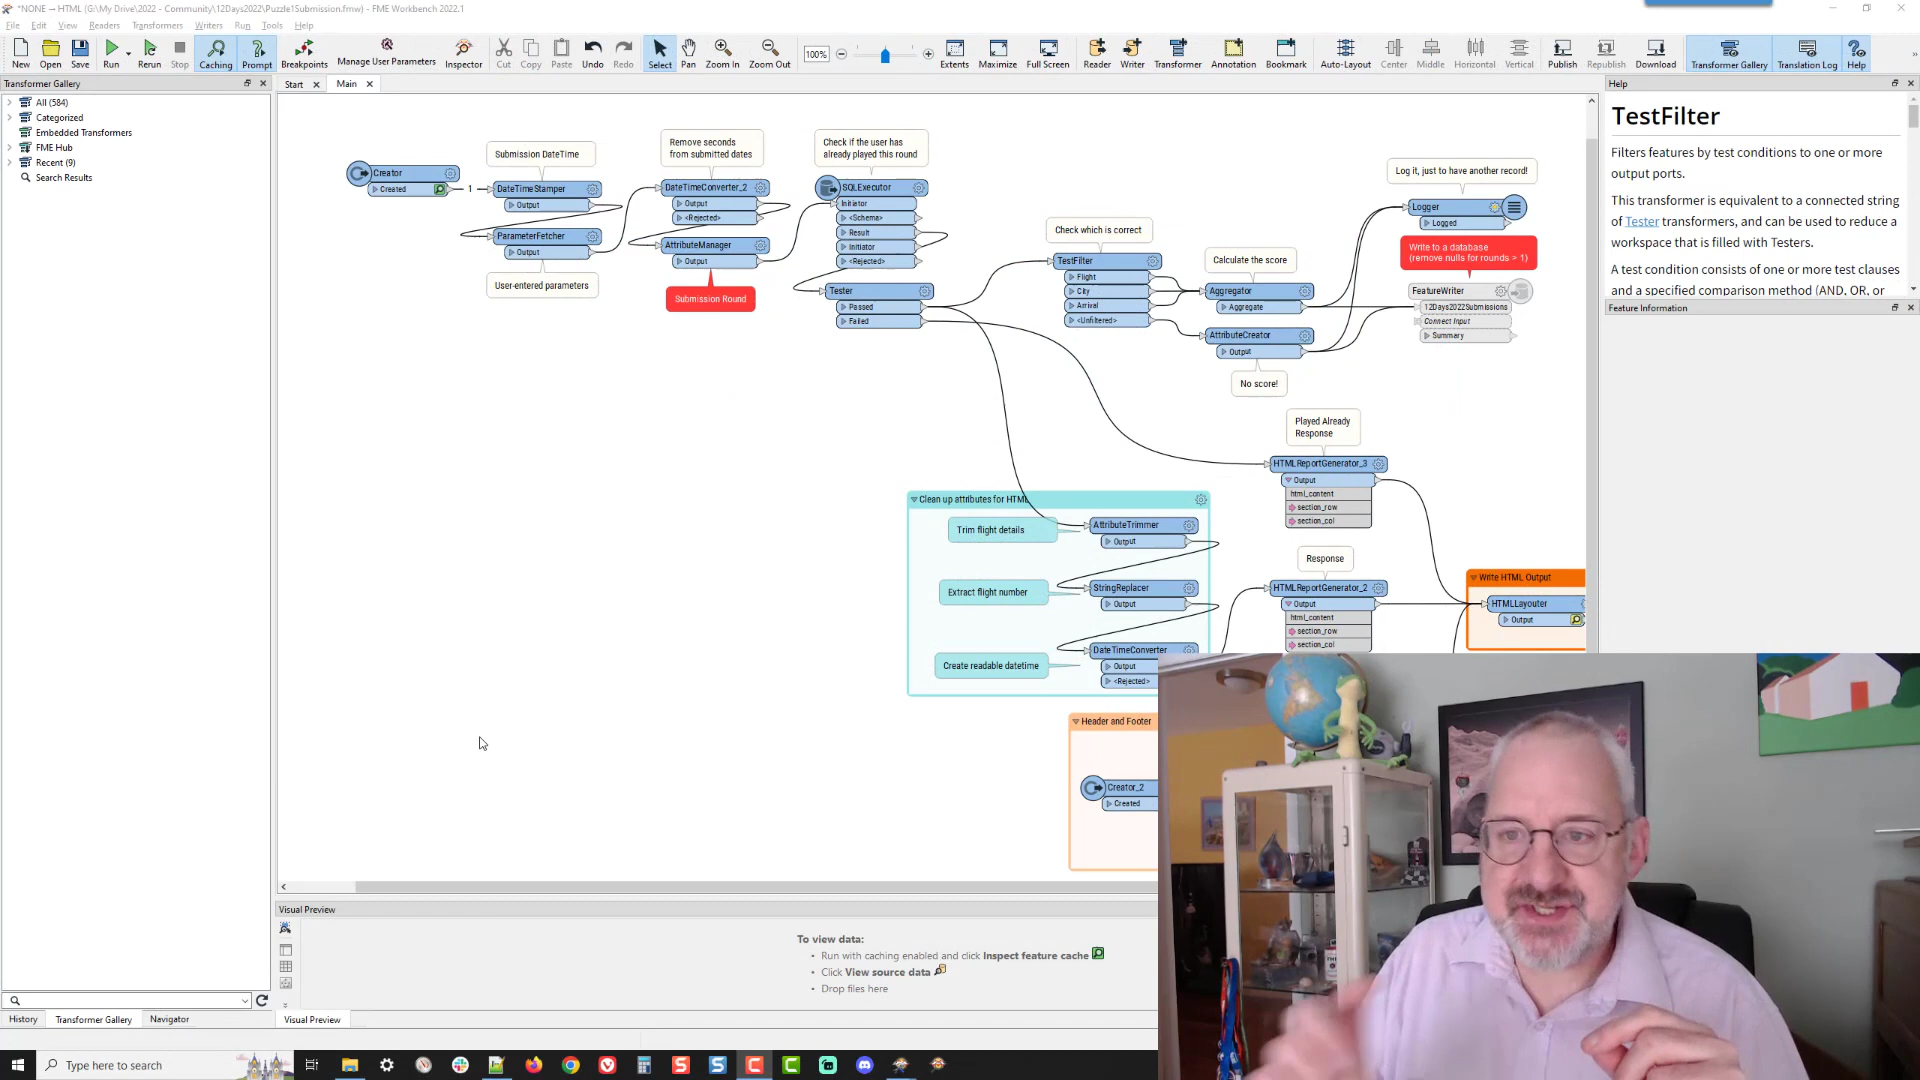 *NONE → HTML (G:\My Drive\2022 - Community\12Days2022\Puzzle1Submission.fmw) - FME Workbench 2022.1
File Edit View Readers Transformers Writers Run Tools Help
New Open Save Run Rerun Stop Caching Prompt Breakpoints Manage User Parameters Inspector Cut Copy Paste Undo Redo Select Pan Zoom In Zoom Out 100% Extents Maximize Full Screen Reader Writer Transformer Annotation Bookmark Auto-Layout Center Middle Horizontal Vertical Publish Republish Download Transformer Gallery Translation Log Help
Transformer Gallery
All (584)
Categorized
Embedded Transformers
FME Hub
Recent (9)
Search Results
Start Main
Creator
Created
1
Submission DateTime
DateTimeStamper
Output
ParameterFetcher
Output
User-entered parameters
Remove seconds
from submitted dates
DateTimeConverter_2
Output
<Rejected>
AttributeManager
Output
Submission Round
Check if the user has
already played this round
SQLExecutor
Initiator
<Schema>
Result
Initiator
<Rejected>
Tester
Passed
Failed
Check which is correct
TestFilter
Flight
City
Arrival
<Unfiltered>
Calculate the score
Aggregator
Aggregate
AttributeCreator
Output
No score!
Log it, just to have another record!
Logger
Logged
Write to a database
(remove nulls for rounds > 1)
FeatureWriter
12Days2022Submissions
Connect Input
Summary
Played Already
Response
HTMLReportGenerator_3
Output
html_content
section_row
section_col
Response
HTMLReportGenerator_2
Output
html_content
section_row
section_col
Write HTML Output
HTMLLayouter
Output
Clean up attributes for HTML
Trim flight details
AttributeTrimmer
Output
Extract flight number
StringReplacer
Output
Create readable datetime
DateTimeConverter
Output
<Rejected>
Header and Footer
Creator_2
Created
Help
TestFilter
Filters features by test conditions to one or more
output ports.
This transformer is equivalent to a connected string
of Tester transformers, and can be used to reduce a
workspace that is filled with Testers.
A test condition consists of one or more test clauses
and a specified comparison method (AND, OR, or
Feature Information
Visual Preview
To view data:
Run with caching enabled and click Inspect feature cache
Click View source data
Drop files here
History Transformer Gallery Navigator
Visual Preview
Type here to search